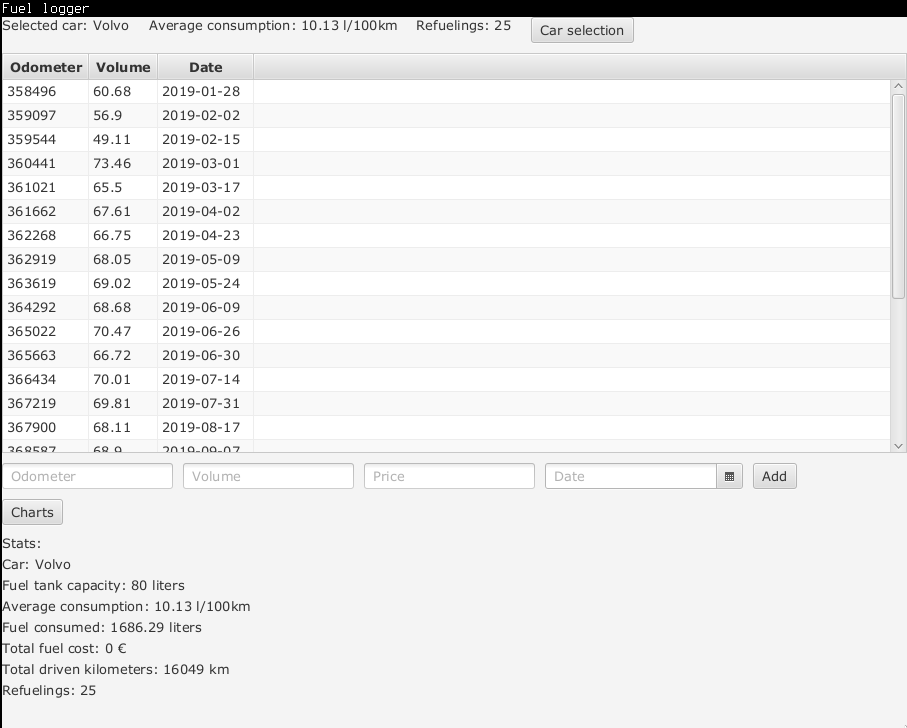 Fuel logger
Selected car: Volvo Average consumption: 10.13 l/100km Refuelings: 25 Car selection
Odometer Volume Date
358496 60.68 2019-01-28
359097 56.9 2019-02-02
359544 49.11 2019-02-15
360441 73.46 2019-03-01
361021 65.5 2019-03-17
361662 67.61 2019-04-02
362268 66.75 2019-04-23
362919 68.05 2019-05-09
363619 69.02 2019-05-24
364292 68.68 2019-06-09
365022 70.47 2019-06-26
365663 66.72 2019-06-30
366434 70.01 2019-07-14
367219 69.81 2019-07-31
367900 68.11 2019-08-17
368587 68.9 2019-09-07
Odometer Volume Price Date Add
Charts
Stats:
Car: Volvo
Fuel tank capacity: 80 liters
Average consumption: 10.13 l/100km
Fuel consumed: 1686.29 liters
Total fuel cost: 0 €
Total driven kilometers: 16049 km
Refuelings: 25